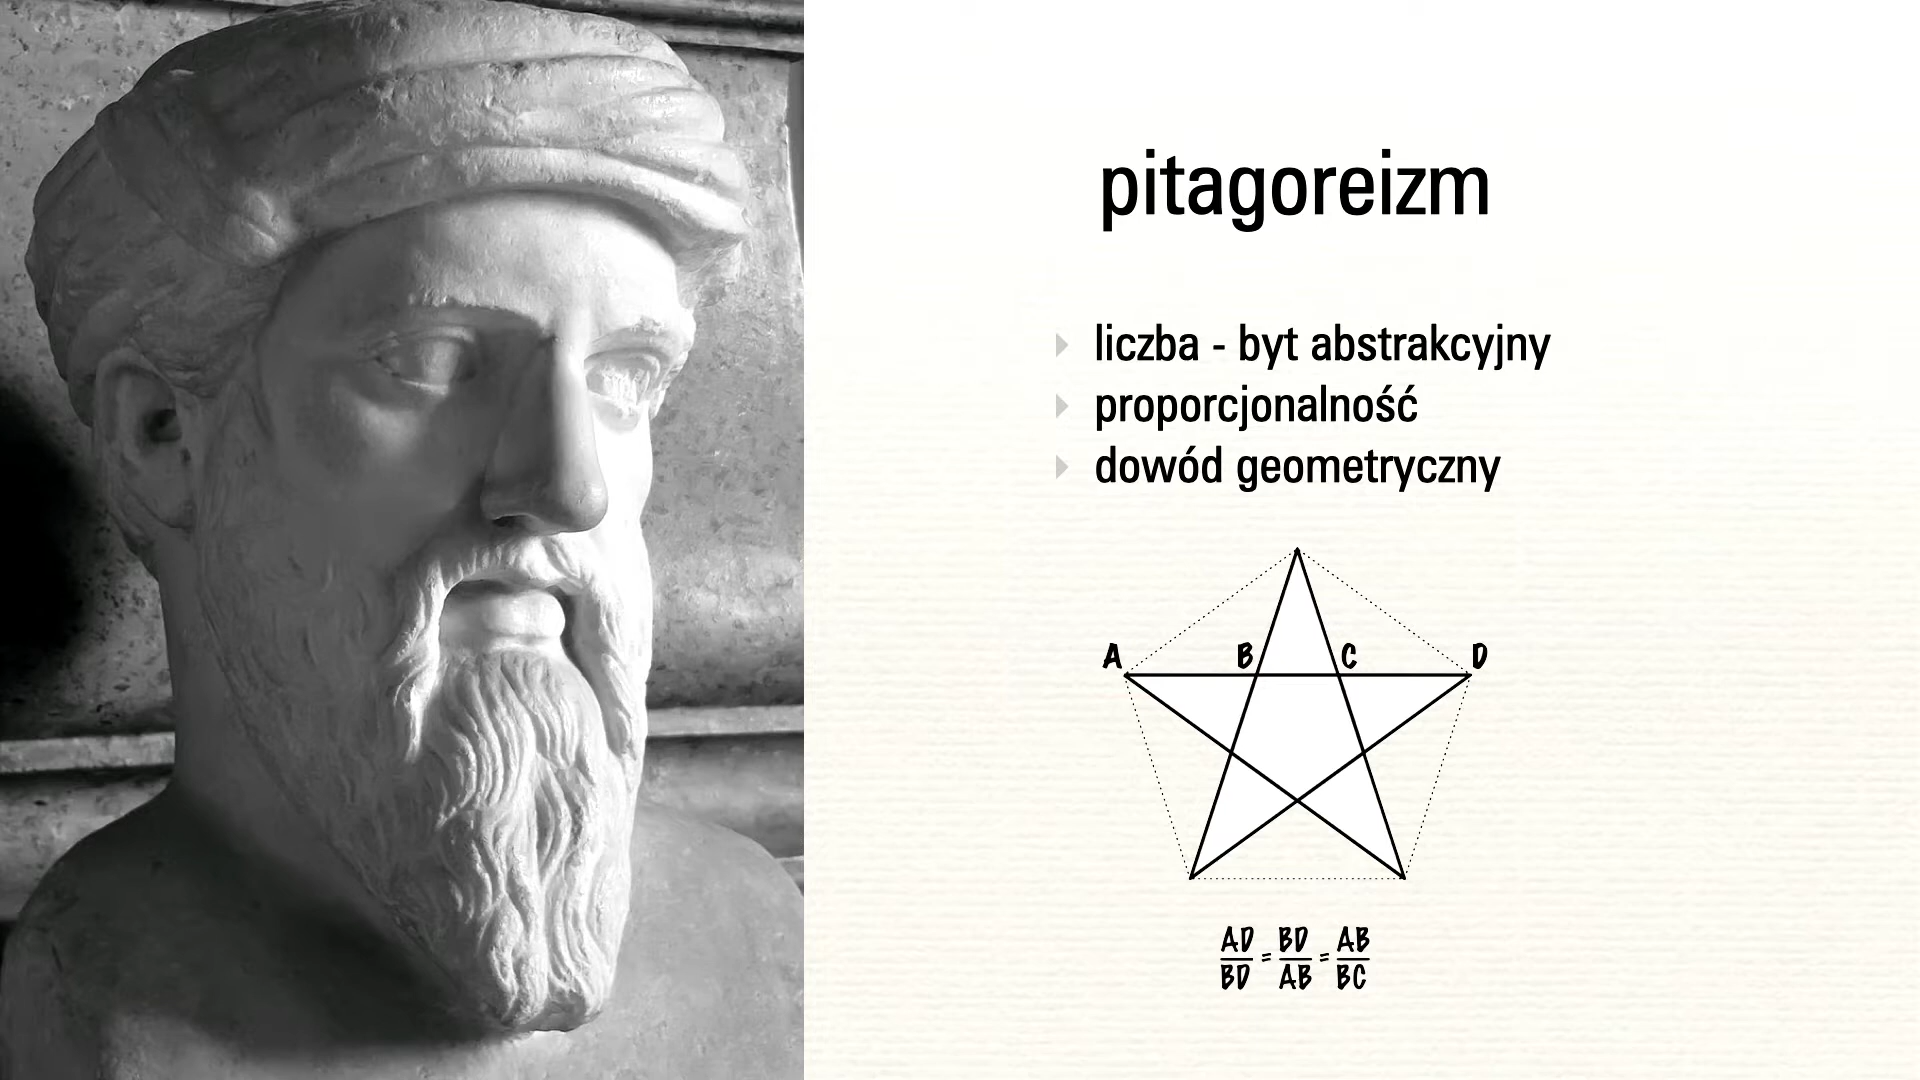 pitagoreizm
liczba - byt abstrakcyjny
proporcjonalność
dowód geometryczny
A B C D
AD/BD = BD/AB = AB/BC